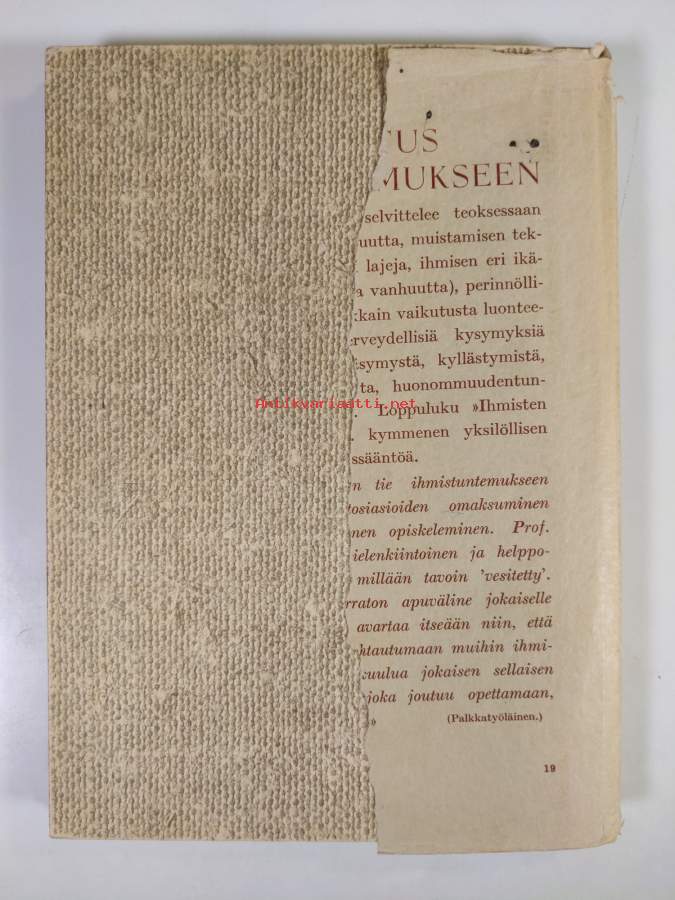 TUS
MUKSEEN
selvittelee teoksessaan
uutta, muistamisen tek-
lajeja, ihmisen eri ikä-
a vanhuutta), perinnölli-
kkain vaikutusta luontee-
erveydellisiä kysymyksiä
tsymystä, kyllästymistä,
ta, huonommuudentun-
Antikvariaatti.net
Loppuluku »Ihmisten
kymmenen yksilöllisen
ssääntöä.
n tie ihmistuntemukseen
tosiasioiden omaksuminen
nen opiskeleminen. Prof.
ielenkiintoinen ja helppo-
millään tavoin 'vesitetty'.
rraton apuväline jokaiselle
avartaa itseään niin, että
htautumaan muihin ihmi-
kuulua jokaisen sellaisen
joka joutuu opettamaan,
» (Palkkatyöläinen.)
19